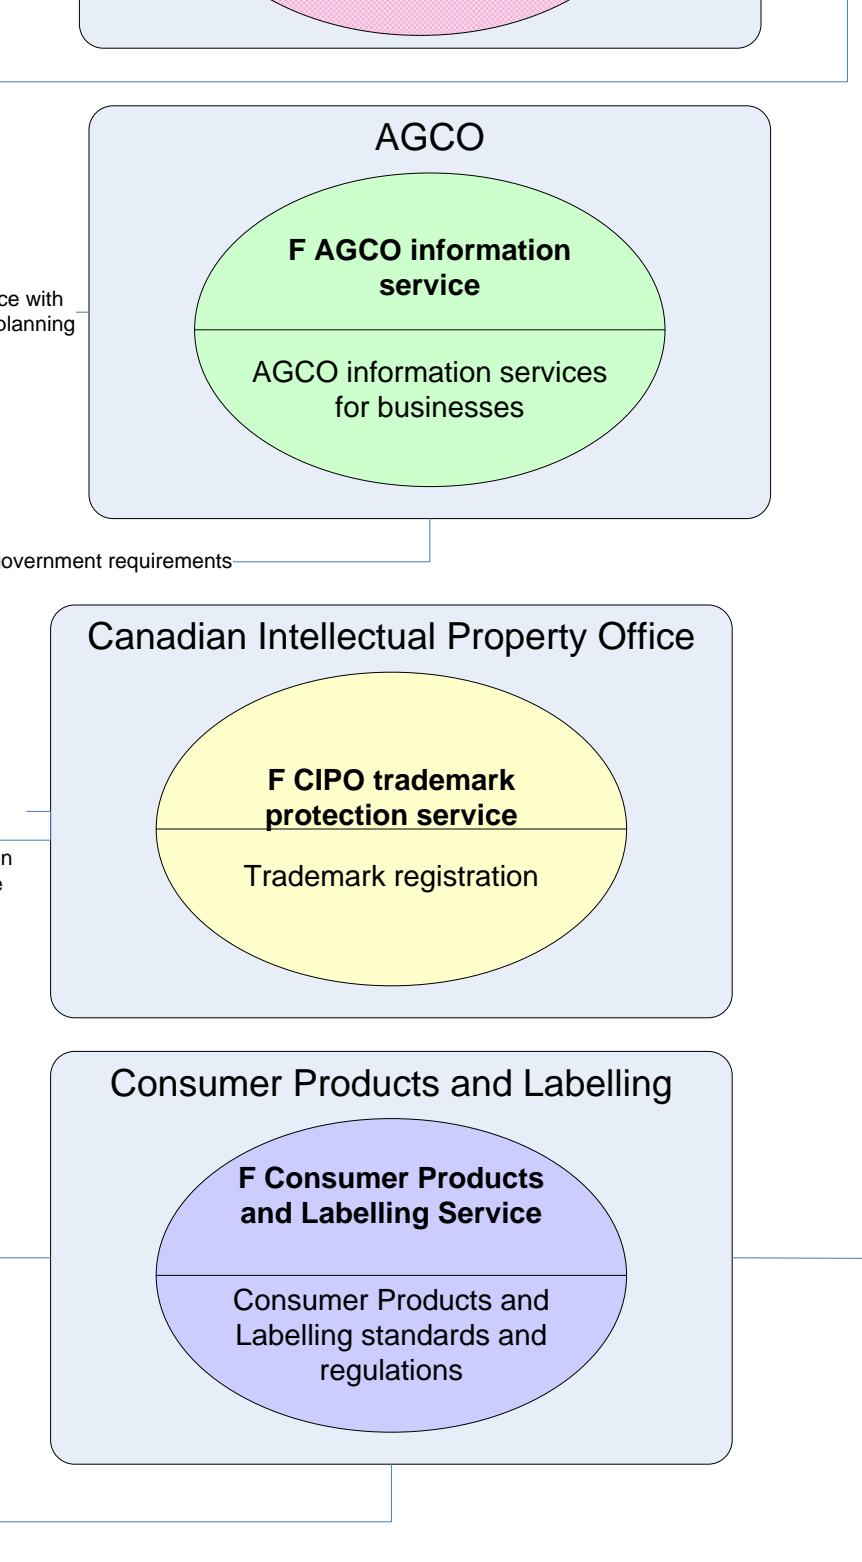 AGCO
F AGCO information
service
AGCO information services
for businesses
ce with
planning
government requirements
Canadian Intellectual Property Office
F CIPO trademark
protection service
Trademark registration
n
e
Consumer Products and Labelling
F Consumer Products
and Labelling Service
Consumer Products and
Labelling standards and
regulations